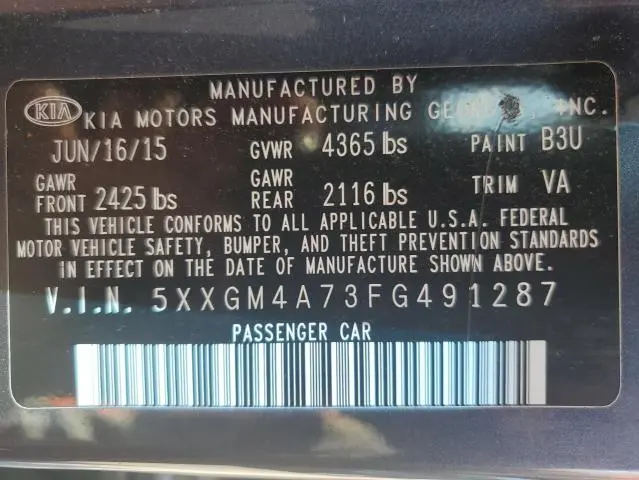 MANUFACTURED BY
KIA KIA MOTORS MANUFACTURING INC.
JUN/16/15 GVWR 4365 lbs PAINT B3U
GAWR FRONT 2425 lbs GAWR REAR 2116 lbs TRIM VA
THIS VEHICLE CONFORMS TO ALL APPLICABLE U.S.A. FEDERAL
MOTOR VEHICLE SAFETY, BUMPER, AND THEFT PREVENTION STANDARDS
IN EFFECT ON THE DATE OF MANUFACTURE SHOWN ABOVE.
V.I.N. 5XXGM4A73FG491287
PASSENGER CAR